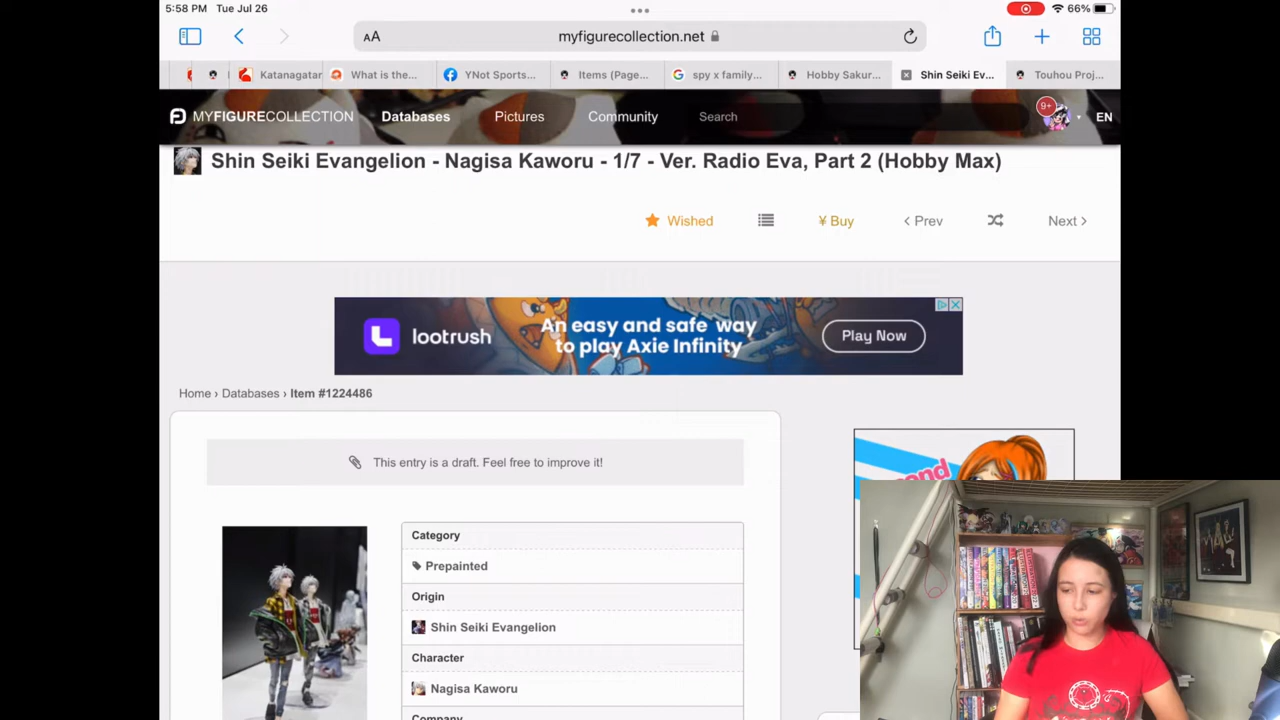 5:58 PM Tue Jul 26
66%
AA myfigurecollection.net
Katanagatar
What is the...
YNot Sports...
Items (Page...
spy x family...
Hobby Sakur...
Shin Seiki Ev...
Touhou Proj...
MYFIGURECOLLECTION Databases Pictures Community Search 9+ EN
Shin Seiki Evangelion - Nagisa Kaworu - 1/7 - Ver. Radio Eva, Part 2 (Hobby Max)
Wished ¥ Buy < Prev Next >
lootrush
An easy and safe way
to play Axie Infinity
Play Now
Home › Databases › Item #1224486
This entry is a draft. Feel free to improve it!
Category
Prepainted
Origin
Shin Seiki Evangelion
Character
Nagisa Kaworu
Company